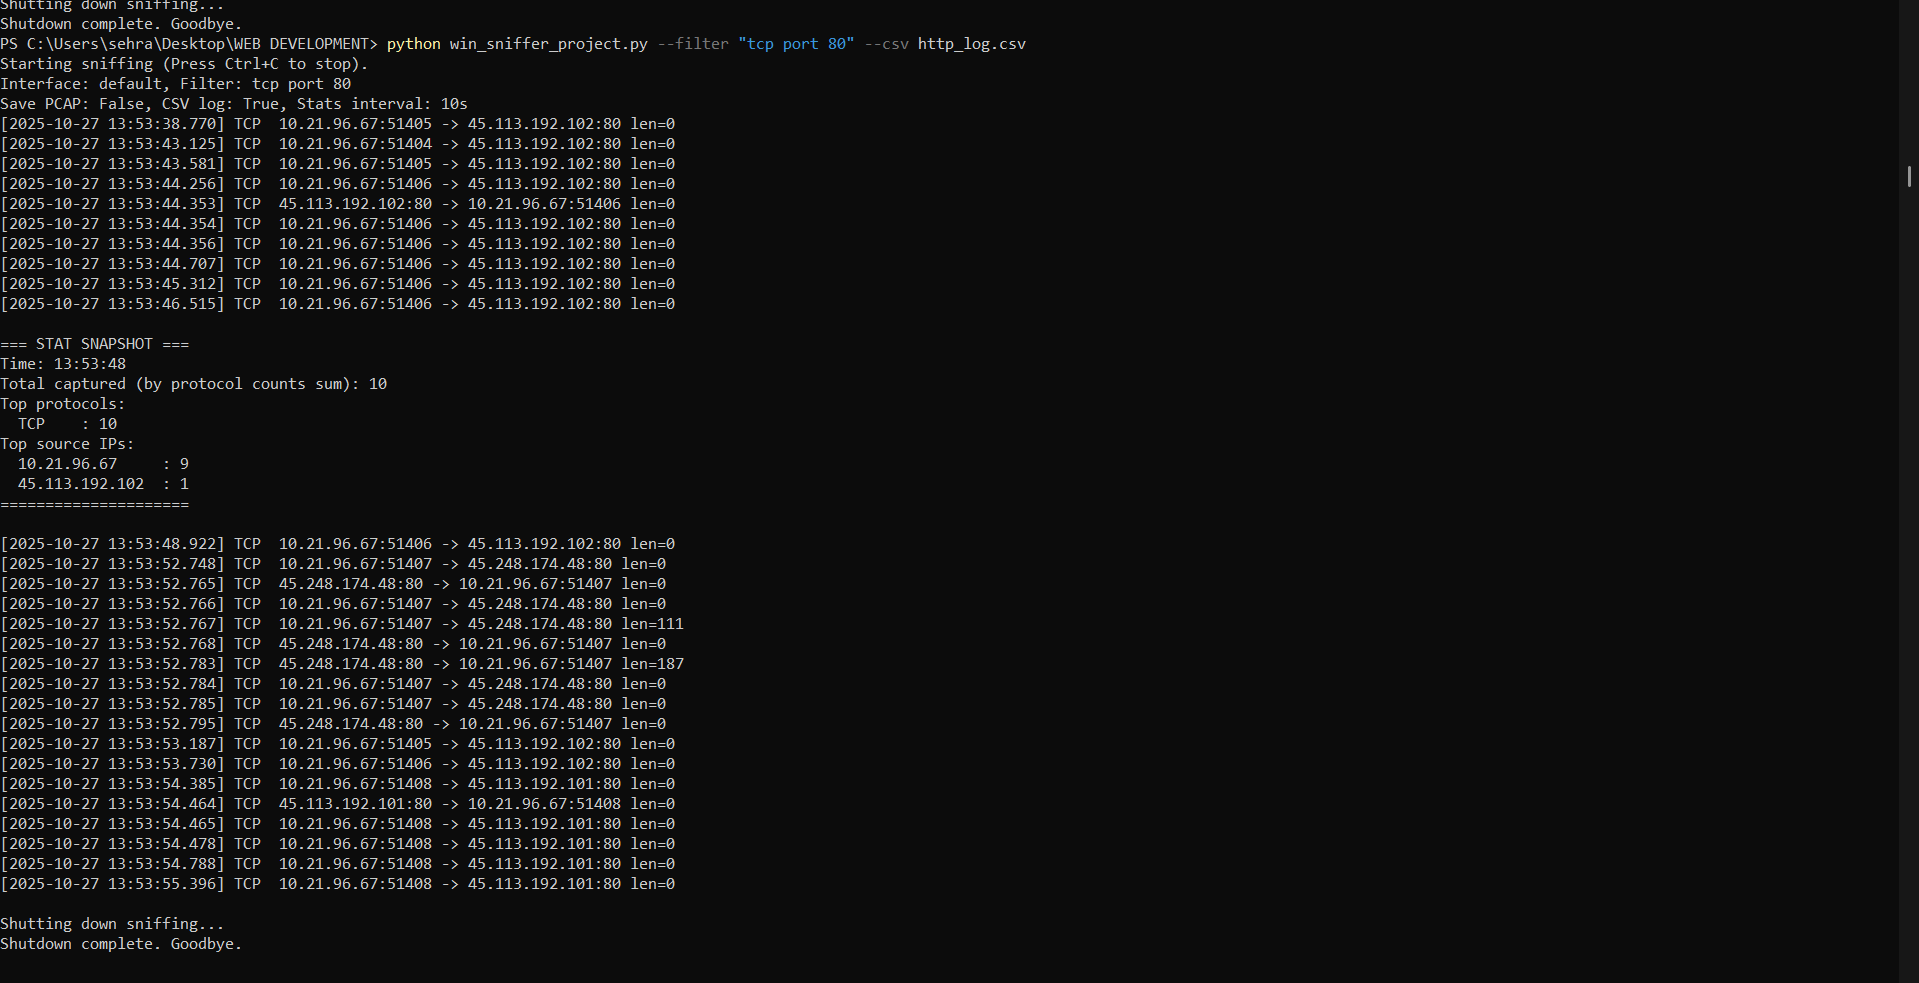 Shutting down sniffing...
Shutdown complete. Goodbye.
PS C:\Users\sehra\Desktop\WEB DEVELOPMENT> python win_sniffer_project.py --filter "tcp port 80" --csv http_log.csv
Starting sniffing (Press Ctrl+C to stop).
Interface: default, Filter: tcp port 80
Save PCAP: False, CSV log: True, Stats interval: 10s
[2025-10-27 13:53:38.770] TCP  10.21.96.67:51405 -> 45.113.192.102:80 len=0
[2025-10-27 13:53:43.125] TCP  10.21.96.67:51404 -> 45.113.192.102:80 len=0
[2025-10-27 13:53:43.581] TCP  10.21.96.67:51405 -> 45.113.192.102:80 len=0
[2025-10-27 13:53:44.256] TCP  10.21.96.67:51406 -> 45.113.192.102:80 len=0
[2025-10-27 13:53:44.353] TCP  45.113.192.102:80 -> 10.21.96.67:51406 len=0
[2025-10-27 13:53:44.354] TCP  10.21.96.67:51406 -> 45.113.192.102:80 len=0
[2025-10-27 13:53:44.356] TCP  10.21.96.67:51406 -> 45.113.192.102:80 len=0
[2025-10-27 13:53:44.707] TCP  10.21.96.67:51406 -> 45.113.192.102:80 len=0
[2025-10-27 13:53:45.312] TCP  10.21.96.67:51406 -> 45.113.192.102:80 len=0
[2025-10-27 13:53:46.515] TCP  10.21.96.67:51406 -> 45.113.192.102:80 len=0

=== STAT SNAPSHOT ===
Time: 13:53:48
Total captured (by protocol counts sum): 10
Top protocols:
  TCP    : 10
Top source IPs:
  10.21.96.67     : 9
  45.113.192.102  : 1
=====================

[2025-10-27 13:53:48.922] TCP  10.21.96.67:51406 -> 45.113.192.102:80 len=0
[2025-10-27 13:53:52.748] TCP  10.21.96.67:51407 -> 45.248.174.48:80 len=0
[2025-10-27 13:53:52.765] TCP  45.248.174.48:80 -> 10.21.96.67:51407 len=0
[2025-10-27 13:53:52.766] TCP  10.21.96.67:51407 -> 45.248.174.48:80 len=0
[2025-10-27 13:53:52.767] TCP  10.21.96.67:51407 -> 45.248.174.48:80 len=111
[2025-10-27 13:53:52.768] TCP  45.248.174.48:80 -> 10.21.96.67:51407 len=0
[2025-10-27 13:53:52.783] TCP  45.248.174.48:80 -> 10.21.96.67:51407 len=187
[2025-10-27 13:53:52.784] TCP  10.21.96.67:51407 -> 45.248.174.48:80 len=0
[2025-10-27 13:53:52.785] TCP  10.21.96.67:51407 -> 45.248.174.48:80 len=0
[2025-10-27 13:53:52.795] TCP  45.248.174.48:80 -> 10.21.96.67:51407 len=0
[2025-10-27 13:53:53.187] TCP  10.21.96.67:51405 -> 45.113.192.102:80 len=0
[2025-10-27 13:53:53.730] TCP  10.21.96.67:51406 -> 45.113.192.102:80 len=0
[2025-10-27 13:53:54.385] TCP  10.21.96.67:51408 -> 45.113.192.101:80 len=0
[2025-10-27 13:53:54.464] TCP  45.113.192.101:80 -> 10.21.96.67:51408 len=0
[2025-10-27 13:53:54.465] TCP  10.21.96.67:51408 -> 45.113.192.101:80 len=0
[2025-10-27 13:53:54.478] TCP  10.21.96.67:51408 -> 45.113.192.101:80 len=0
[2025-10-27 13:53:54.788] TCP  10.21.96.67:51408 -> 45.113.192.101:80 len=0
[2025-10-27 13:53:55.396] TCP  10.21.96.67:51408 -> 45.113.192.101:80 len=0

Shutting down sniffing...
Shutdown complete. Goodbye.